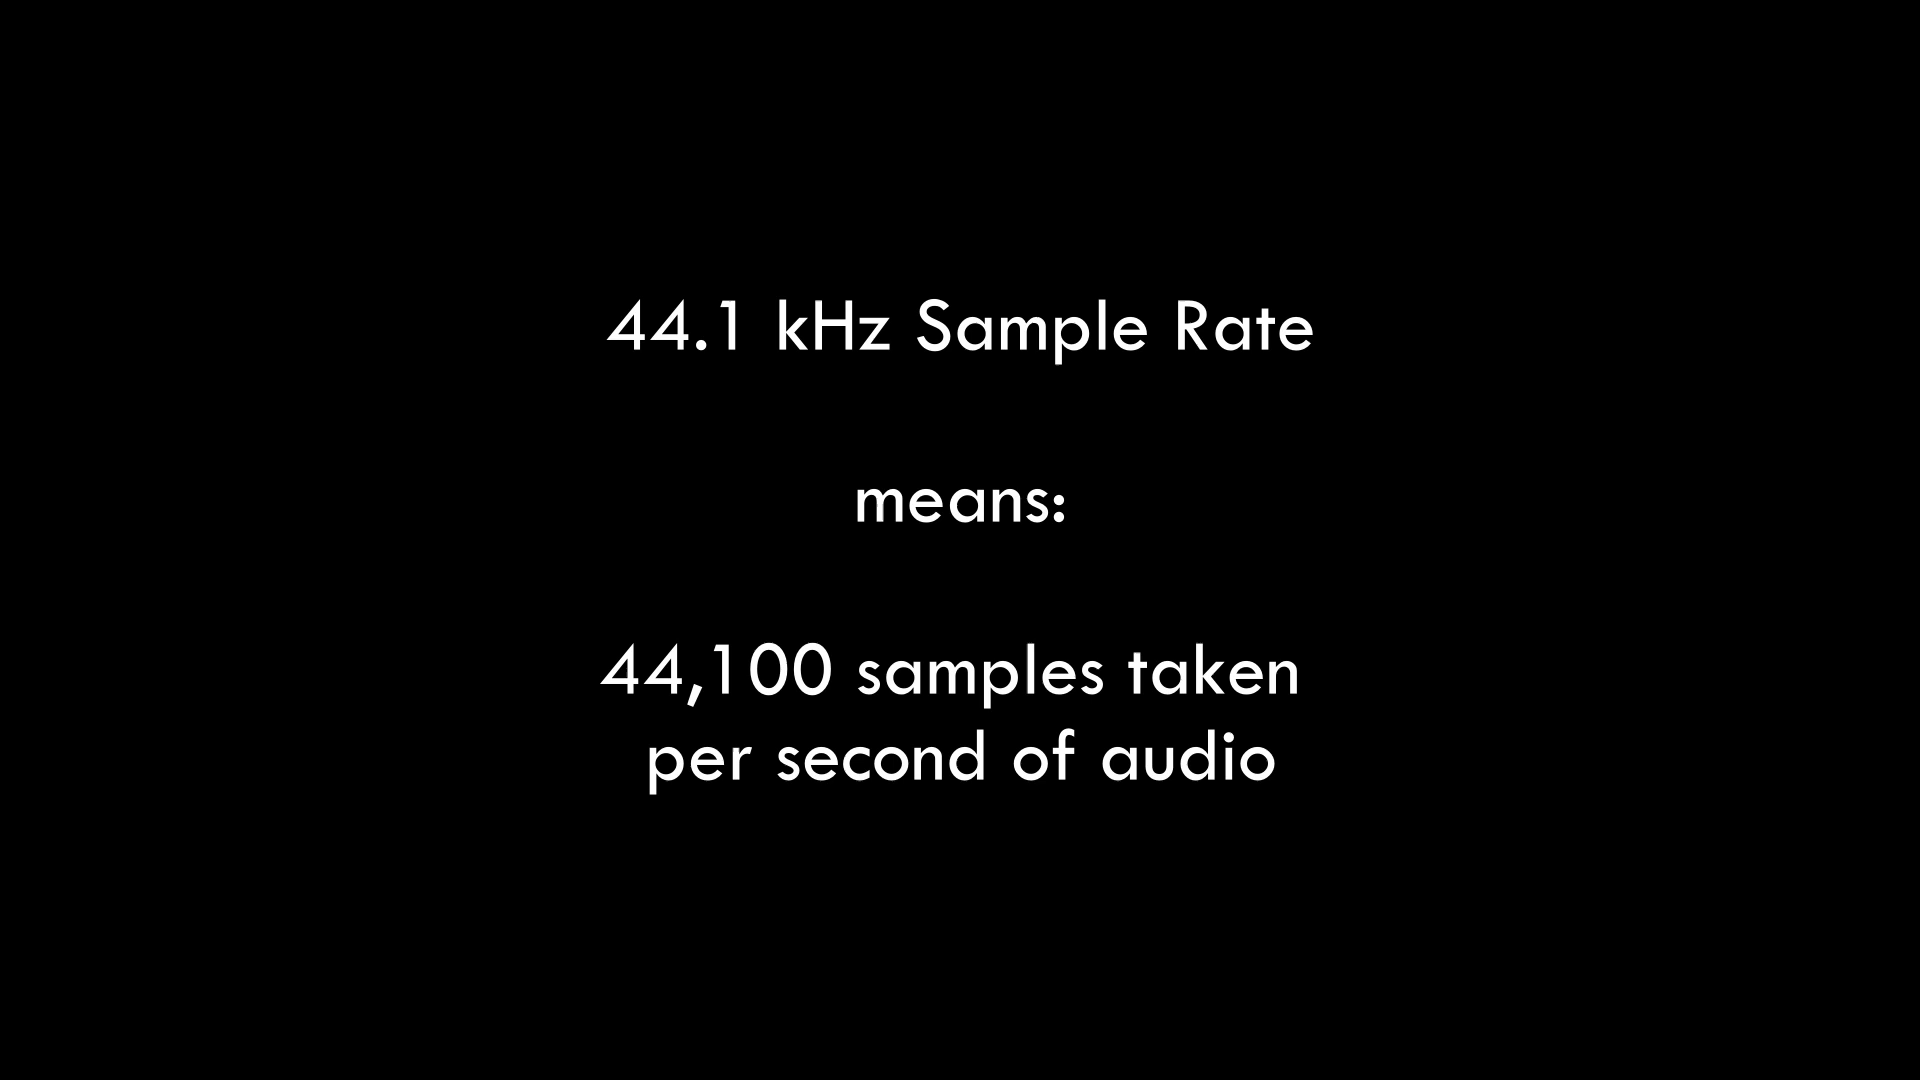 44.1 kHz Sample Rate
means:
44,100 samples taken
per second of audio